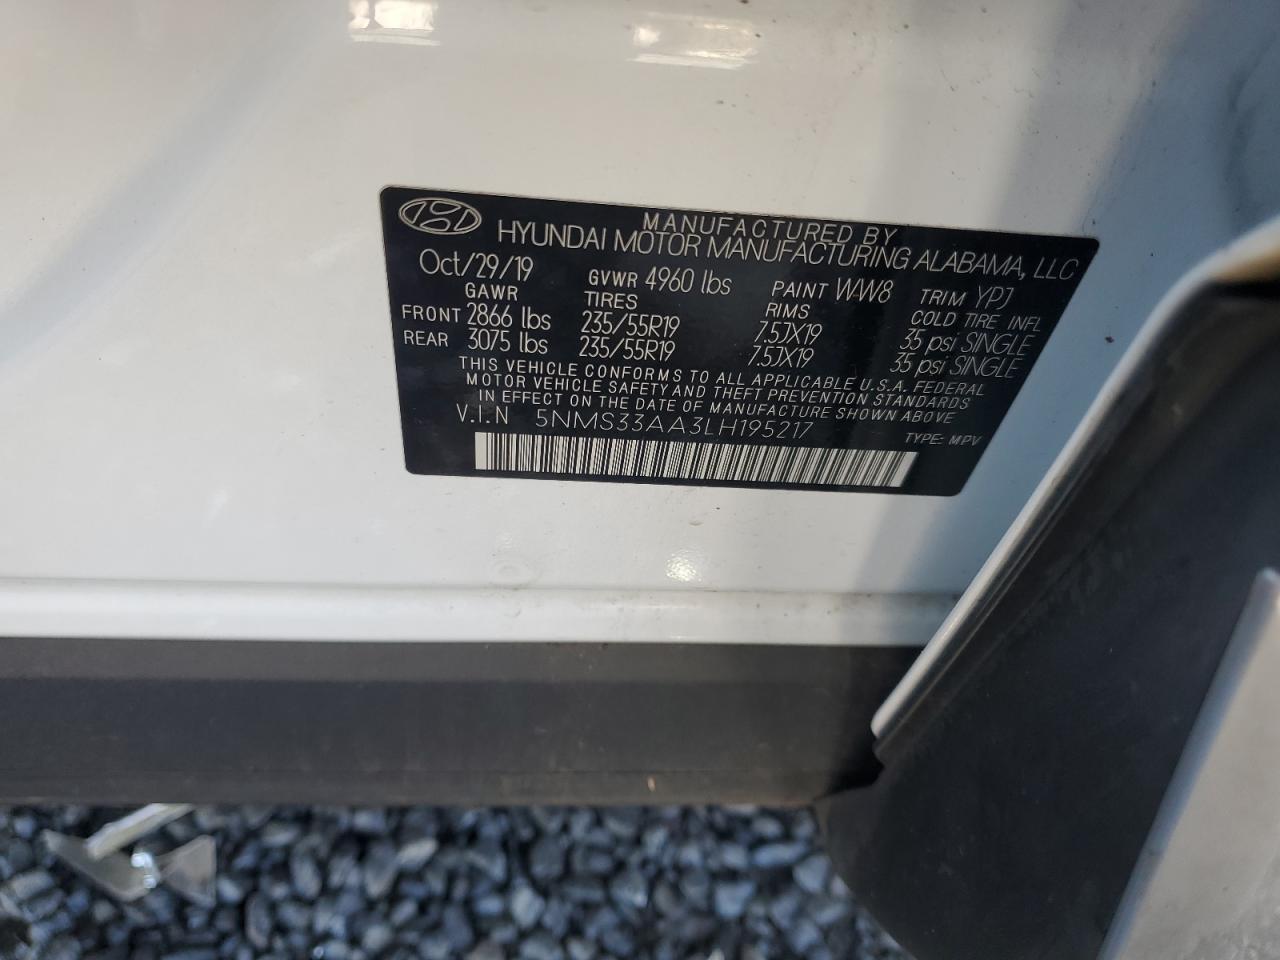 MANUFACTURED BY
HYUNDAI MOTOR MANUFACTURING ALABAMA, LLC
Oct/29/19 GVWR 4960 lbs PAINT WW8 TRIM YPJ
GAWR TIRES RIMS COLD TIRE INFL
FRONT 2866 lbs 235/55R19 7.5JX19 35 psi SINGLE
REAR 3075 lbs 235/55R19 7.5JX19 35 psi SINGLE
THIS VEHICLE CONFORMS TO ALL APPLICABLE U.S.A. FEDERAL
MOTOR VEHICLE SAFETY AND THEFT PREVENTION STANDARDS
IN EFFECT ON THE DATE OF MANUFACTURE SHOWN ABOVE
V.I.N 5NMS33AA3LH195217 TYPE: MPV